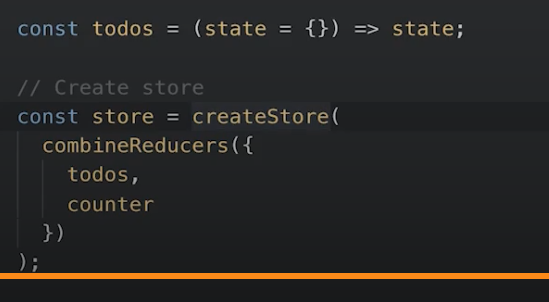 const todos = (state = {}) => state;
// Create store
const store = createStore(
combineReducers({
todos,
counter
})
);